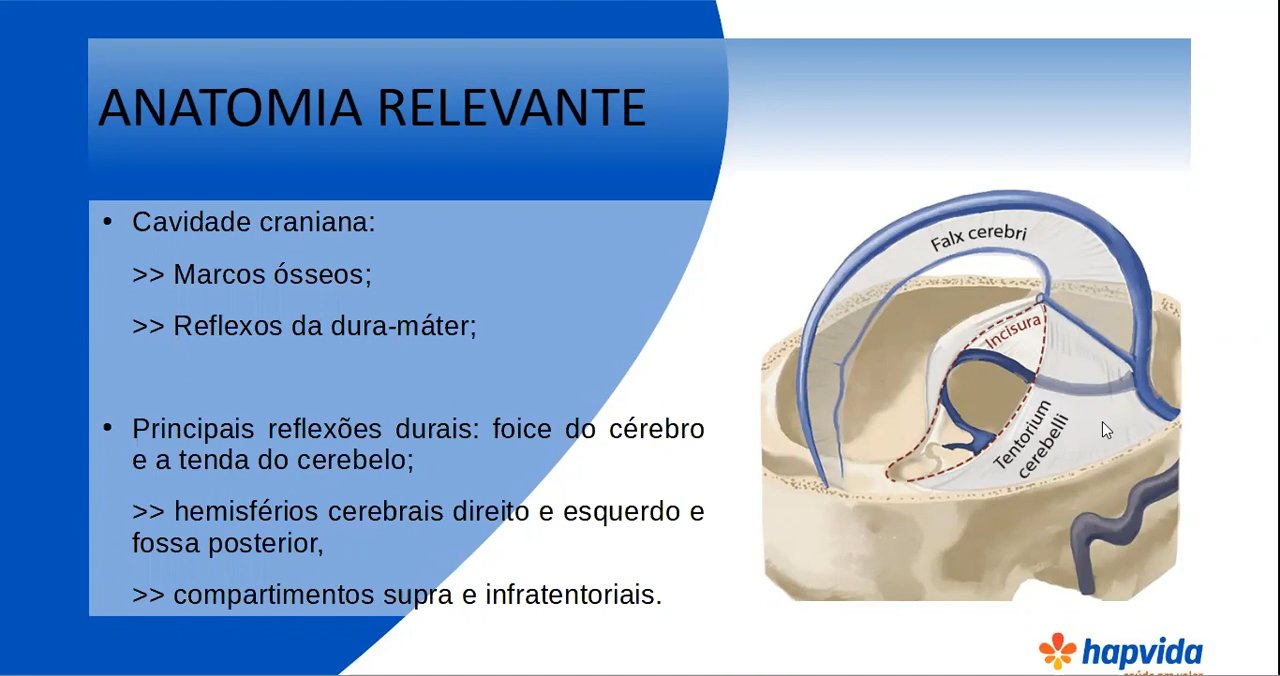 ANATOMIA RELEVANTE
• Cavidade craniana:
>> Marcos ósseos;
>> Reflexos da dura-máter;
• Principais reflexões durais: foice do cérebro
e a tenda do cerebelo;
>> hemisférios cerebrais direito e esquerdo e
fossa posterior,
>> compartimentos supra e infratentoriais.
Falx cerebri
Incisura
Tentorium
cerebelli
hapvida